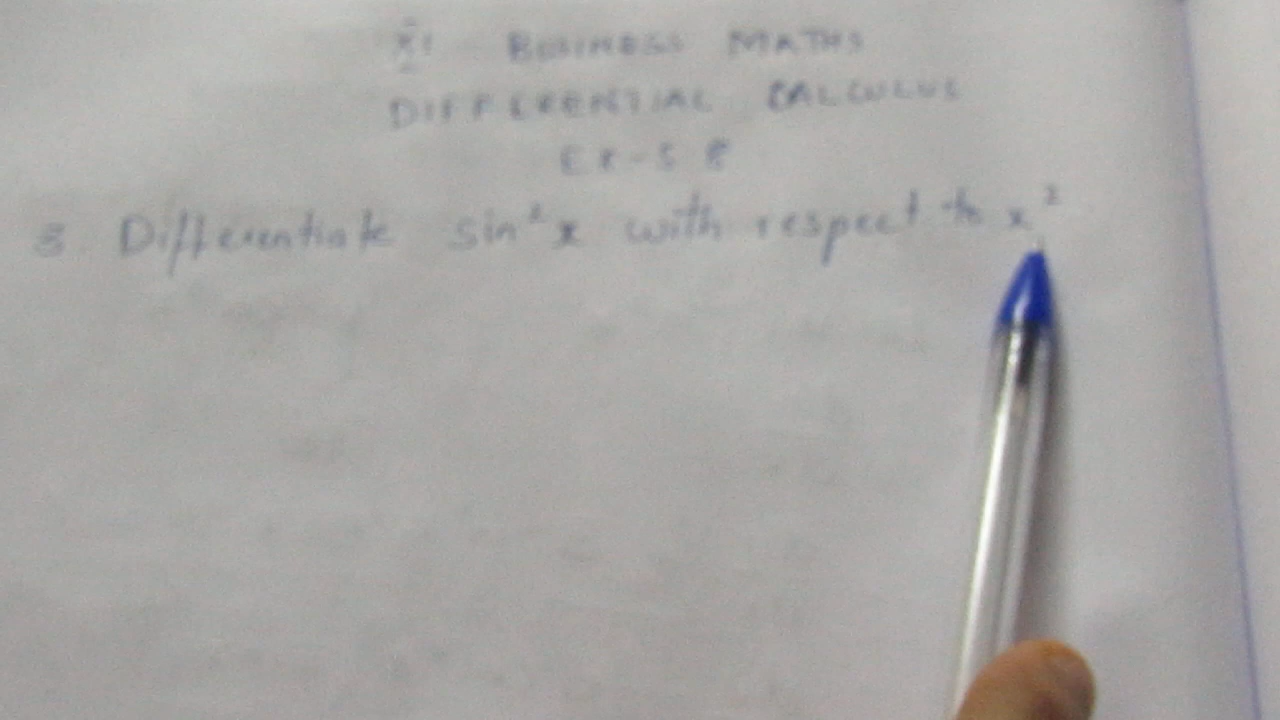 XI BUSINESS MATHS
DIFFERENTIAL CALCULUS
EX-5 8
3 Differentiate sin²x with respect to x²